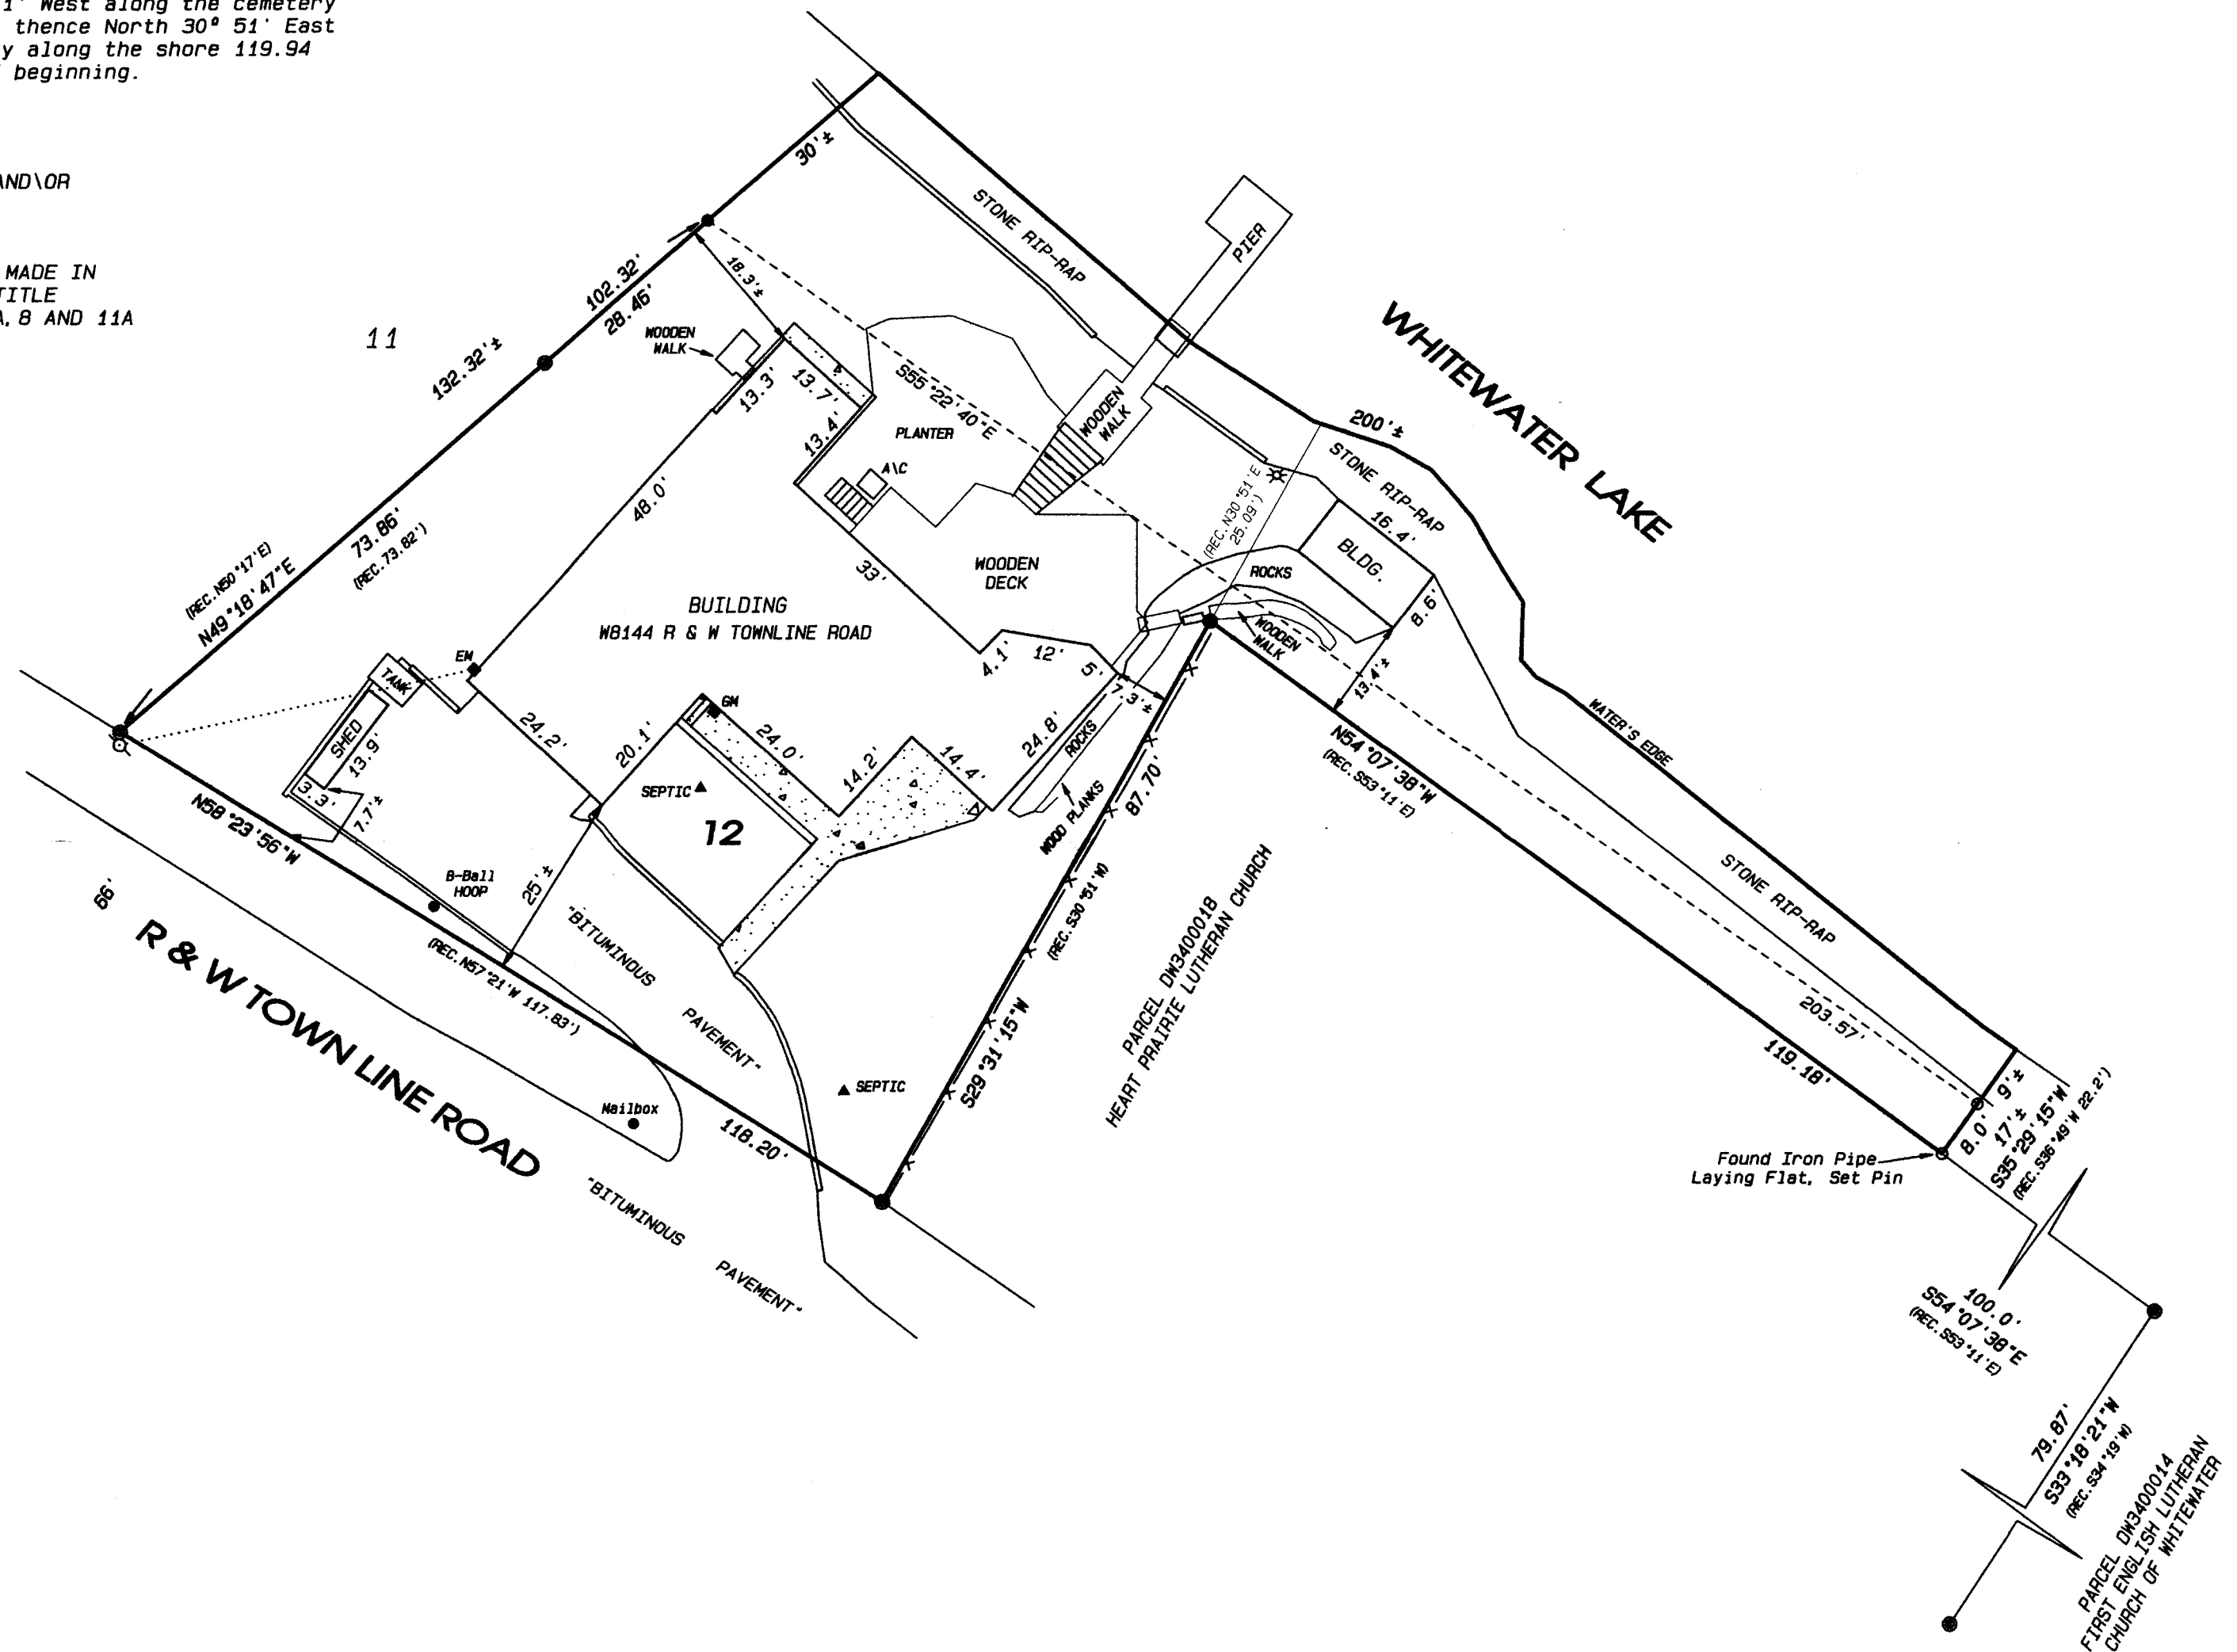 1' West along the cemetery
thence North 30° 51' East
y along the shore 119.94
beginning.
AND\OR
MADE IN
TITLE
A, 8 AND 11A
11
30'±
102.32'
28.46'
132.32'±
73.86'
(REC. 73.82')
(REC. N50°17'E)
N49°18'47"E
18.3'±
WOODEN
WALK
13.3'
13.7'
13.4'
48.0'
STONE RIP-RAP
PIER
S55°22'40"E
PLANTER
A\C
WOODEN
WALK
WHITEWATER LAKE
200'±
STONE RIP-RAP
(REC. N30°51'E
25.09')
16.4'
BLDG.
8.6'
ROCKS
WOODEN
WALK
13.4'±
WOODEN
DECK
33'
BUILDING
W8144 R & W TOWNLINE ROAD
4.1'
12'
5'
7.3'±
EM
TANK
SHED
13.9'
3.3'
7.7'±
24.2'
20.1'
GM
24.0'
14.2'
14.4'
24.8'
ROCKS
WOOD PLANKS
SEPTIC
12
B-Ball
HOOP
25'±
"BITUMINOUS
PAVEMENT"
SEPTIC
Mailbox
N58°23'56"W
(REC. N57°21'W 117.83')
118.20'
66'
R & W TOWN LINE ROAD
"BITUMINOUS
PAVEMENT"
87.70'
(REC. S30°51'W)
S29°31'15"W
PARCEL DW3400018
HEART PRAIRIE LUTHERAN CHURCH
N54°07'38"W
(REC. S53°11'E)
WATER'S EDGE
STONE RIP-RAP
203.57'
119.18'
9'±
8.0'
17'±
S35°29'15"W
(REC. S36°49'W 22.2')
Found Iron Pipe
Laying Flat, Set Pin
100.0'
S54°07'38"E
(REC. S53°11'E)
79.87'
S33°18'21"W
(REC. S34°19'W)
PARCEL DW3400014
FIRST ENGLISH LUTHERAN
CHURCH OF WHITEWATER